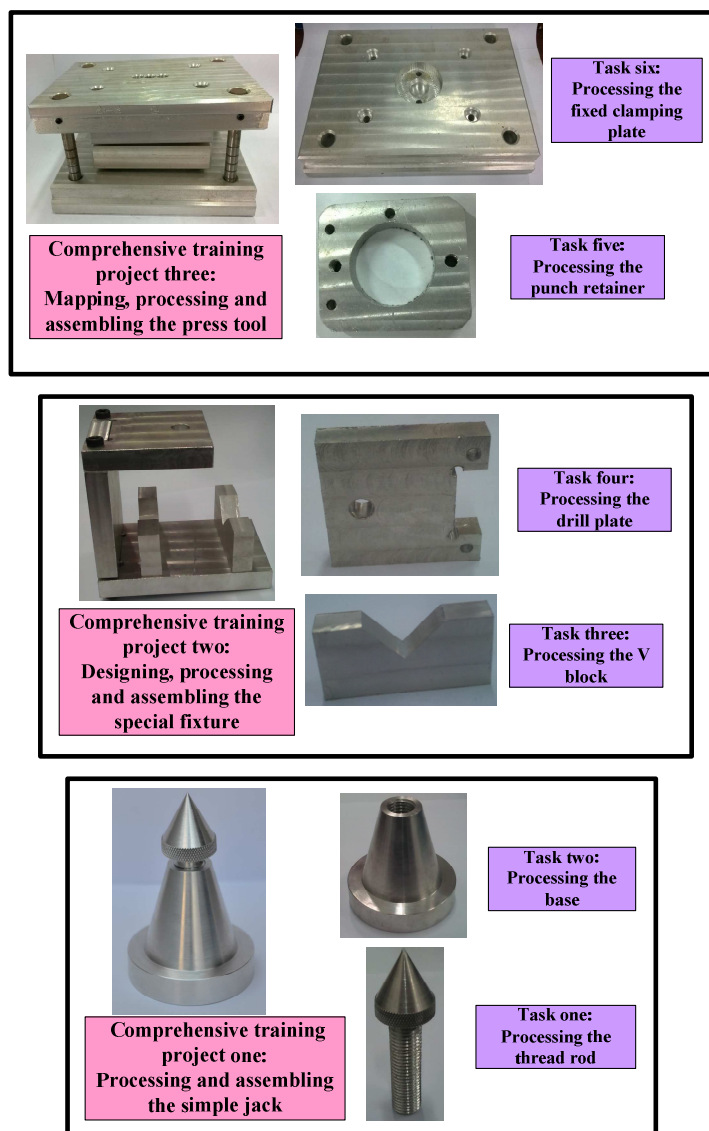 Task six:
Processing the
fixed clamping
plate
Comprehensive training
project three:
Mapping, processing and
assembling the press tool
Task five:
Processing the
punch retainer
Task four:
Processing the
drill plate
Comprehensive training
project two:
Designing, processing
and assembling the
special fixture
Task three:
Processing the V
block
Task two:
Processing the
base
Comprehensive training
project one:
Processing and assembling
the simple jack
Task one:
Processing the
thread rod